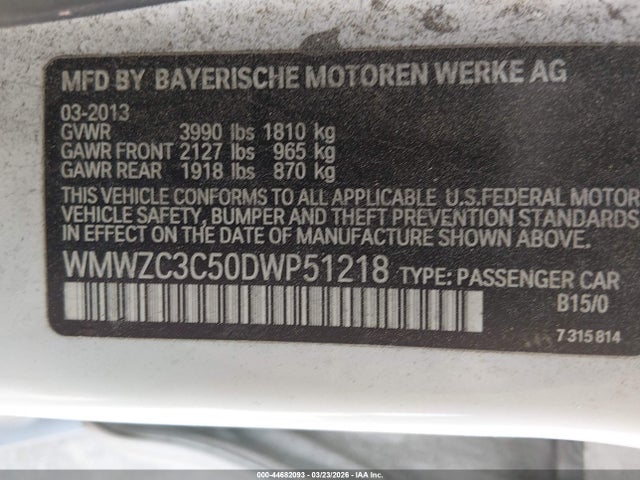 MFD BY BAYERISCHE MOTOREN WERKE AG
03-2013
GVWR 3990 lbs 1810 kg
GAWR FRONT 2127 lbs 965 kg
GAWR REAR 1918 lbs 870 kg
THIS VEHICLE CONFORMS TO ALL APPLICABLE U.S.FEDERAL MOTOR
VEHICLE SAFETY, BUMPER AND THEFT PREVENTION STANDARDS
IN EFFECT ON THE DATE OF MANUFACTURE SHOWN ABOVE.
WMWZC3C50DWP51218 TYPE: PASSENGER CAR
B15/0
7 315 814
000-44682093 03/23/2026 Copyright © IAA, Inc.